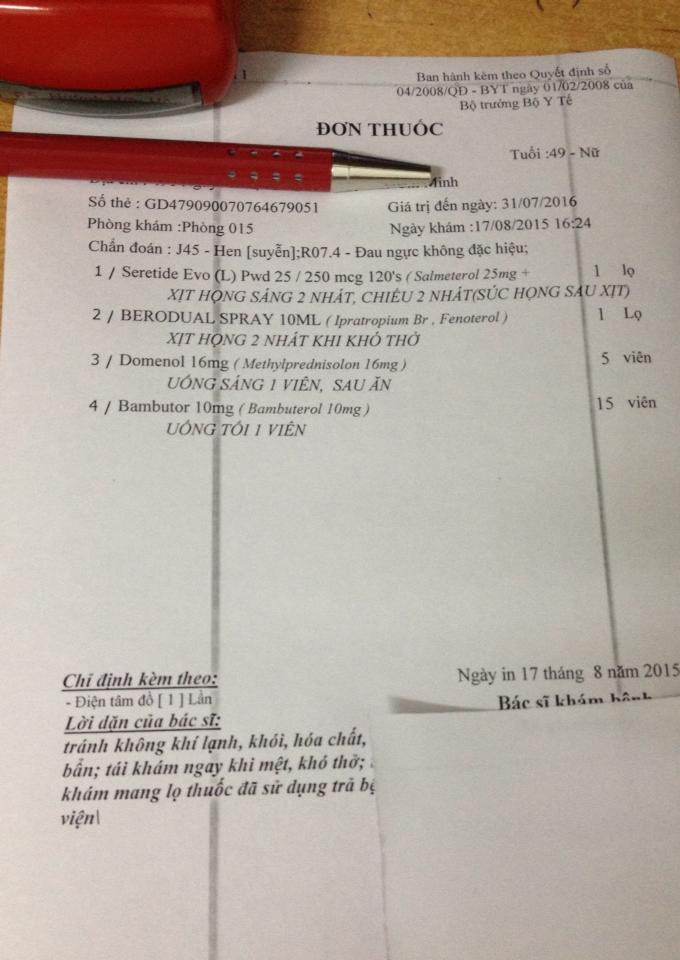 1
Ban hành kèm theo Quyết định số
04/2008/QĐ - BYT ngày 01/02/2008 của
Bộ trưởng Bộ Y Tế
ĐƠN THUỐC
Tuổi :49 - Nữ
Minh
Số thẻ : GD479090070764679051 Giá trị đến ngày: 31/07/2016
Phòng khám :Phòng 015 Ngày khám :17/08/2015 16:24
Chẩn đoán : J45 - Hen [suyễn];R07.4 - Đau ngực không đặc hiệu;
1 / Seretide Evo (L) Pwd 25 / 250 mcg 120's ( Salmeterol 25mg + 1 lọ
XỊT HỌNG SÁNG 2 NHÁT, CHIỀU 2 NHÁT(SÚC HỌNG SAU XỊT)
2 / BERODUAL SPRAY 10ML ( Ipratropium Br , Fenoterol ) 1 Lọ
XỊT HỌNG 2 NHÁT KHI KHÓ THỞ
3 / Domenol 16mg ( Methylprednisolon 16mg ) 5 viên
UỐNG SÁNG 1 VIÊN, SAU ĂN
4 / Bambutor 10mg ( Bambuterol 10mg ) 15 viên
UỐNG TỐI 1 VIÊN
Chỉ định kèm theo:
- Điện tâm đồ [ 1 ] Lần
Ngày in 17 tháng 8 năm 2015
Bác sĩ khám bệnh
Lời dặn của bác sĩ:
tránh không khí lạnh, khói, hóa chất,
bẩn; tái khám ngay khi mệt, khó thở;
khám mang lọ thuốc đã sử dụng trả
viện\